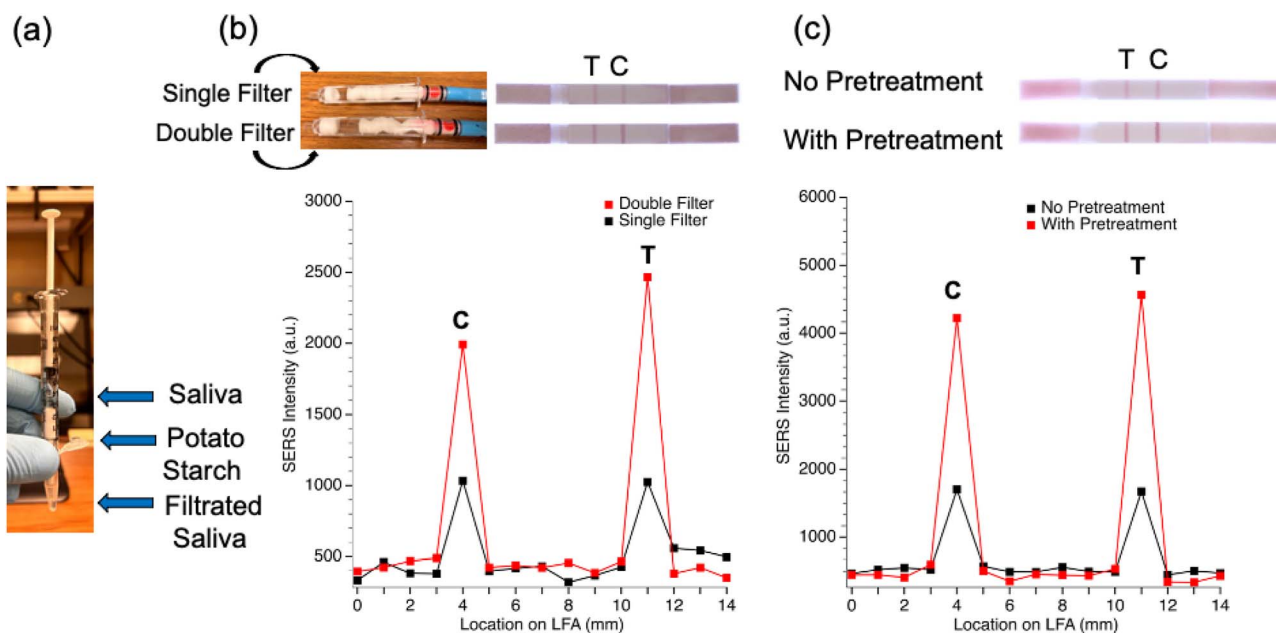 (a)
Saliva
Potato
Starch
Filtrated
Saliva
(b)
Single Filter
Double Filter
T C
3000
2500
2000
1500
1000
500
SERS Intensity (a.u.)
Double Filter
Single Filter
C
T
0 2 4 6 8 10 12 14
Location on LFA (mm)
(c)
No Pretreatment
With Pretreatment
T C
6000
5000
4000
3000
2000
1000
SERS Intensity (a.u.)
No Pretreatment
With Pretreatment
C
T
0 2 4 6 8 10 12 14
Location on LFA (mm)